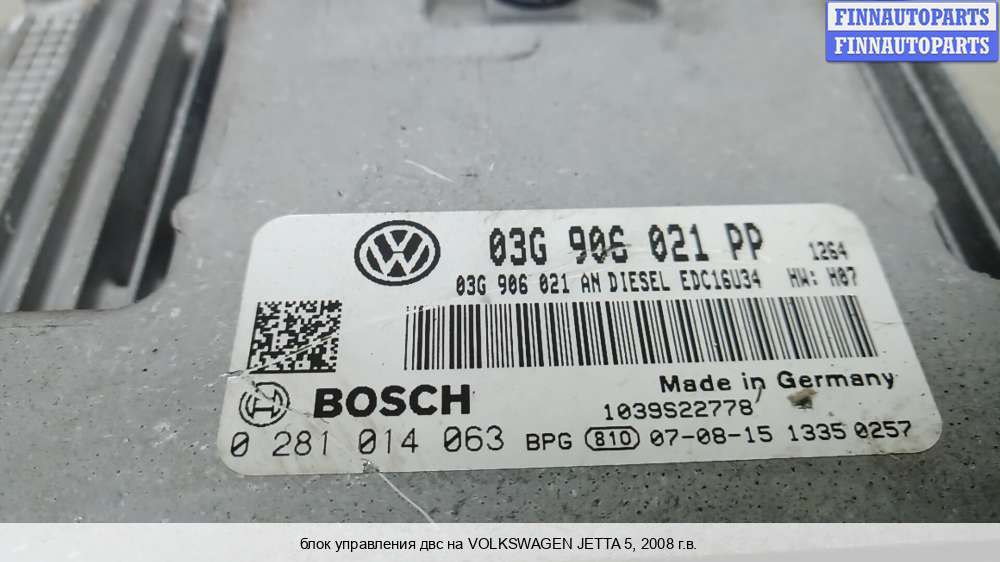 FINNAUTOPARTS
FINNAUTOPARTS
03G 906 021 PP 1264
03G 906 021 AN DIESEL EDC16U34 HW: H07
BOSCH
Made in Germany
1039S22778
0 281 014 063 BPG 810 07-08-15 1335 0257
блок управления двс на VOLKSWAGEN JETTA 5, 2008 г.в.